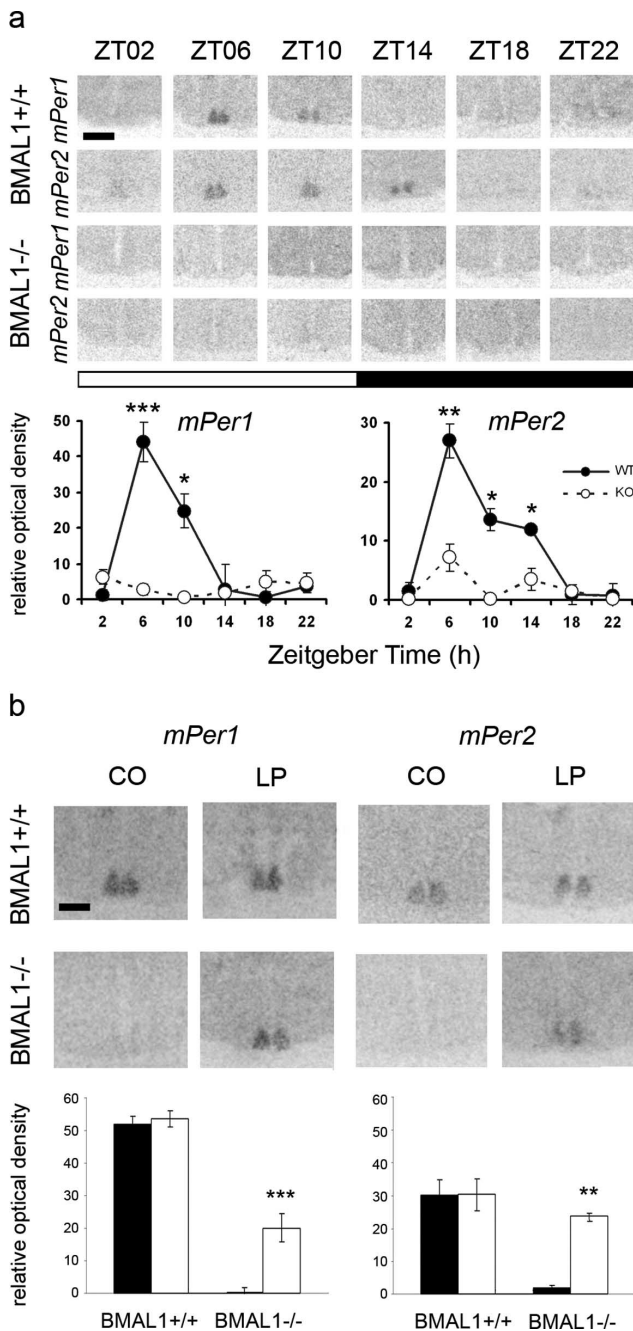 a
ZT02 ZT06 ZT10 ZT14 ZT18 ZT22
BMAL1+/+
mPer1
mPer2
BMAL1-/-
mPer1
mPer2
relative optical density
50
40
30
20
10
0
***
*
mPer1
2 6 10 14 18 22
30
20
10
0
**
*
*
mPer2
WT
KO
2 6 10 14 18 22
Zeitgeber Time (h)
b
mPer1 mPer2
CO LP CO LP
BMAL1+/+
BMAL1-/-
relative optical density
60
50
40
30
20
10
0
***
BMAL1+/+ BMAL1-/-
60
50
40
30
20
10
0
**
BMAL1+/+ BMAL1-/-